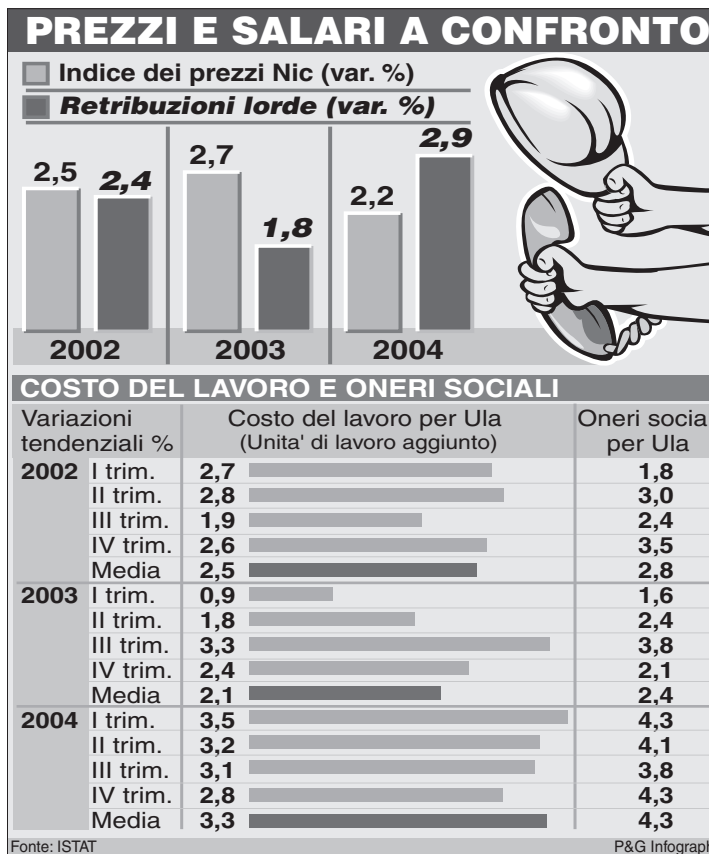 PREZZI E SALARI A CONFRONTO
Indice dei prezzi Nic (var. %)
Retribuzioni lorde (var. %)
2,5 2,4 2,7 1,8 2,2 2,9
2002 2003 2004
COSTO DEL LAVORO E ONERI SOCIALI
Variazioni Costo del lavoro per Ula Oneri socia
tendenziali % (Unita' di lavoro aggiunto) per Ula
2002 I trim. 2,7 1,8
II trim. 2,8 3,0
III trim. 1,9 2,4
IV trim. 2,6 3,5
Media 2,5 2,8
2003 I trim. 0,9 1,6
II trim. 1,8 2,4
III trim. 3,3 3,8
IV trim. 2,4 2,1
Media 2,1 2,4
2004 I trim. 3,5 4,3
II trim. 3,2 4,1
III trim. 3,1 3,8
IV trim. 2,8 4,3
Media 3,3 4,3
Fonte: ISTAT P&G Infograph